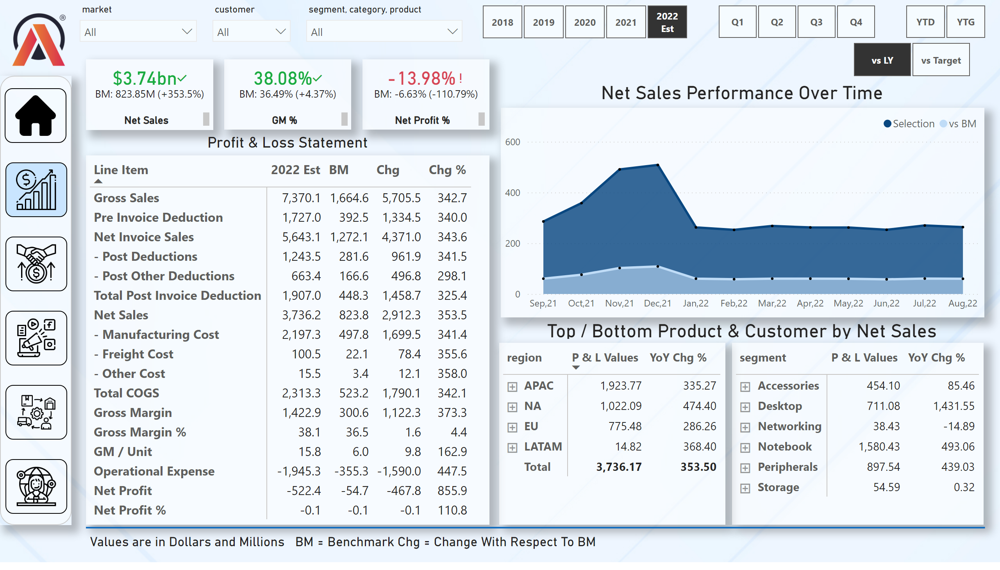 market customer segment, category, product
All All All
2018 2019 2020 2021 2022 Est Q1 Q2 Q3 Q4 YTD YTG
vs LY vs Target
®
$3.74bn
BM: 823.85M (+353.5%)
Net Sales
38.08%
BM: 36.49% (+4.37%)
GM %
-13.98% !
BM: -6.63% (-110.79%)
Net Profit %
Profit & Loss Statement
Line Item 2022 Est BM Chg Chg %
Gross Sales 7,370.1 1,664.6 5,705.5 342.7
Pre Invoice Deduction 1,727.0 392.5 1,334.5 340.0
Net Invoice Sales 5,643.1 1,272.1 4,371.0 343.6
- Post Deductions 1,243.5 281.6 961.9 341.5
- Post Other Deductions 663.4 166.6 496.8 298.1
Total Post Invoice Deduction 1,907.0 448.3 1,458.7 325.4
Net Sales 3,736.2 823.8 2,912.3 353.5
- Manufacturing Cost 2,197.3 497.8 1,699.5 341.4
- Freight Cost 100.5 22.1 78.4 355.6
- Other Cost 15.5 3.4 12.1 358.0
Total COGS 2,313.3 523.2 1,790.1 342.1
Gross Margin 1,422.9 300.6 1,122.3 373.3
Gross Margin % 38.1 36.5 1.6 4.4
GM / Unit 15.8 6.0 9.8 162.9
Operational Expense -1,945.3 -355.3 -1,590.0 447.5
Net Profit -522.4 -54.7 -467.8 855.9
Net Profit % -0.1 -0.1 -0.1 110.8
Net Sales Performance Over Time
Selection vs BM
600
400
200
0
Sep,21 Oct,21 Nov,21 Dec,21 Jan,22 Feb,22 Mar,22 Apr,22 May,22 Jun,22 Jul,22 Aug,22
Top / Bottom Product & Customer by Net Sales
region P & L Values YoY Chg %
APAC 1,923.77 335.27
NA 1,022.09 474.40
EU 775.48 286.26
LATAM 14.82 368.40
Total 3,736.17 353.50
segment P & L Values YoY Chg %
Accessories 454.10 85.46
Desktop 711.08 1,431.55
Networking 38.43 -14.89
Notebook 1,580.43 493.06
Peripherals 897.54 439.03
Storage 54.59 0.32
Values are in Dollars and Millions BM = Benchmark Chg = Change With Respect To BM